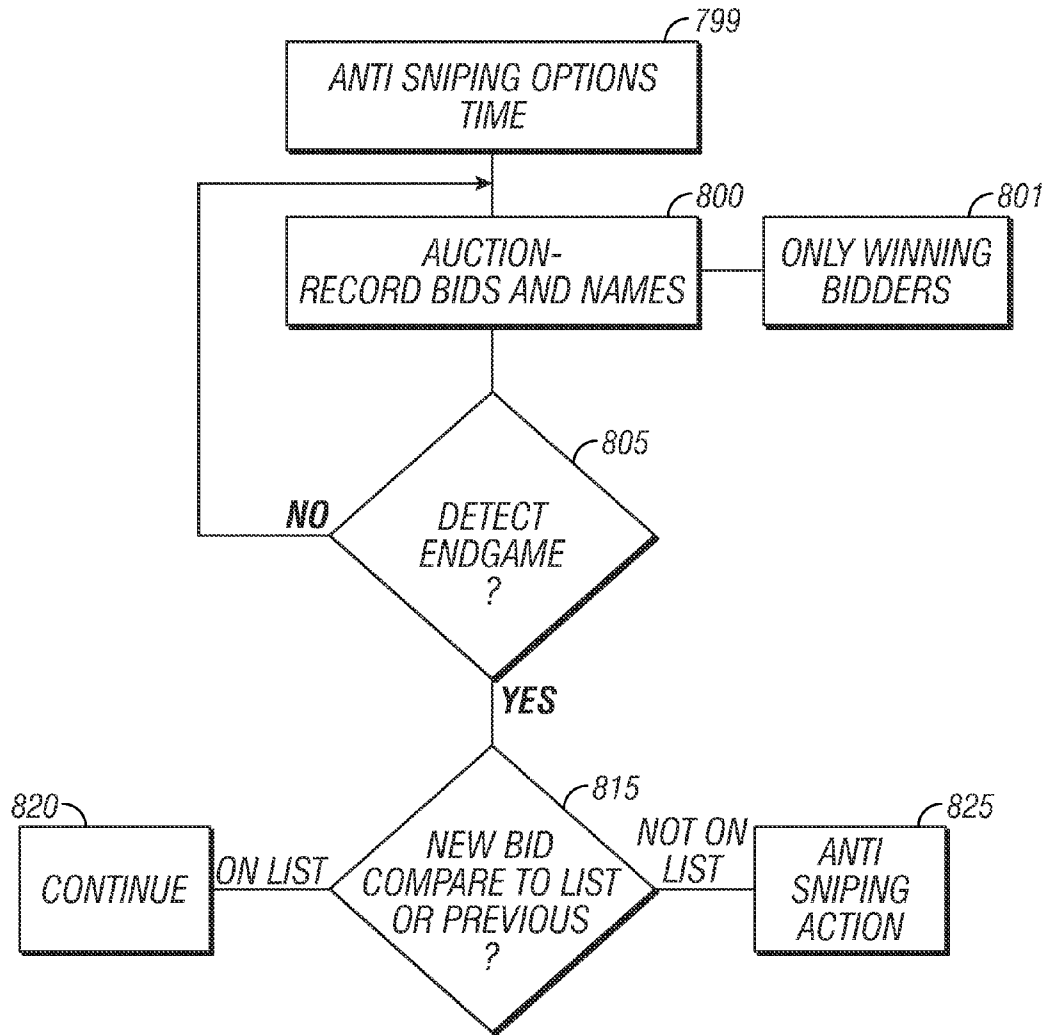 799
ANTI SNIPING OPTIONS
TIME
800
AUCTION-
RECORD BIDS AND NAMES
801
ONLY WINNING
BIDDERS
805
DETECT
ENDGAME
?
NO
YES
815
NEW BID
COMPARE TO LIST
OR PREVIOUS
?
820
CONTINUE
ON LIST
NOT ON
LIST
825
ANTI
SNIPING
ACTION